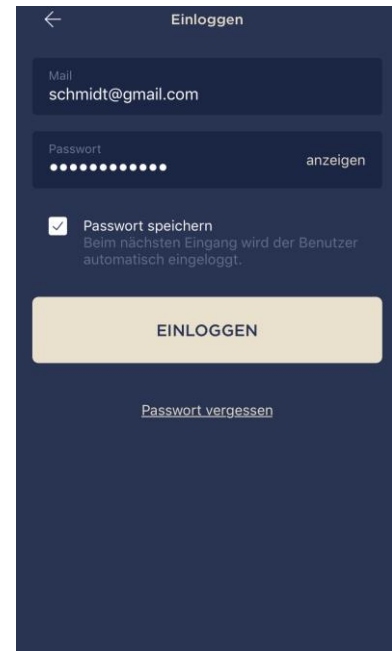 Einloggen
Mail
schmidt@gmail.com
Passwort
●●●●●●●●●●●●
anzeigen
Passwort speichern
Beim nächsten Eingang wird der Benutzer
automatisch eingeloggt.
EINLOGGEN
Passwort vergessen